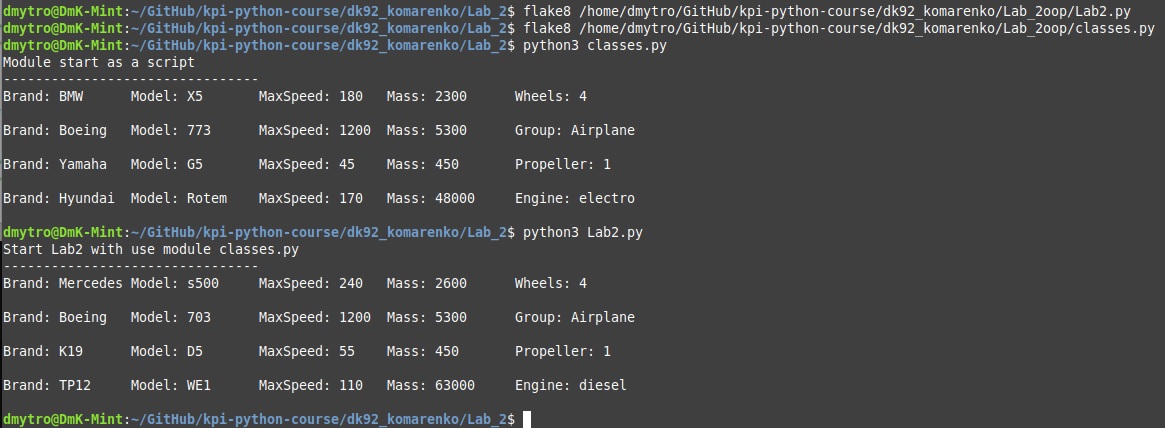 dmytro@DmK-Mint:~/GitHub/kpi-python-course/dk92_komarenko/Lab_2$ flake8 /home/dmytro/GitHub/kpi-python-course/dk92_komarenko/Lab_2oop/Lab2.py
dmytro@DmK-Mint:~/GitHub/kpi-python-course/dk92_komarenko/Lab_2$ flake8 /home/dmytro/GitHub/kpi-python-course/dk92_komarenko/Lab_2oop/classes.py
dmytro@DmK-Mint:~/GitHub/kpi-python-course/dk92_komarenko/Lab_2$ python3 classes.py
Module start as a script
--------------------------------
Brand: BMW      Model: X5       MaxSpeed: 180   Mass: 2300      Wheels: 4
Brand: Boeing   Model: 773      MaxSpeed: 1200  Mass: 5300      Group: Airplane
Brand: Yamaha   Model: G5       MaxSpeed: 45    Mass: 450       Propeller: 1
Brand: Hyundai  Model: Rotem    MaxSpeed: 170   Mass: 48000     Engine: electro
dmytro@DmK-Mint:~/GitHub/kpi-python-course/dk92_komarenko/Lab_2$ python3 Lab2.py
Start Lab2 with use module classes.py
--------------------------------
Brand: Mercedes Model: s500     MaxSpeed: 240   Mass: 2600      Wheels: 4
Brand: Boeing   Model: 703      MaxSpeed: 1200  Mass: 5300      Group: Airplane
Brand: K19      Model: D5       MaxSpeed: 55    Mass: 450       Propeller: 1
Brand: TP12     Model: WE1      MaxSpeed: 110   Mass: 63000     Engine: diesel
dmytro@DmK-Mint:~/GitHub/kpi-python-course/dk92_komarenko/Lab_2$